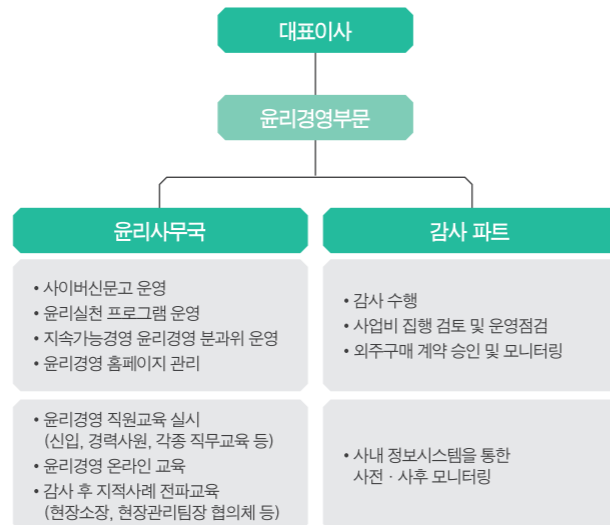 대표이사
윤리경영부문
윤리사무국
• 사이버신문고 운영
• 윤리실천 프로그램 운영
• 지속가능경영 윤리경영 분과위 운영
• 윤리경영 홈페이지 관리
• 윤리경영 직원교육 실시
(신입, 경력사원, 각종 직무교육 등)
• 윤리경영 온라인 교육
• 감사 후 지적사례 전파교육
(현장소장, 현장관리팀장 협의체 등)
감사 파트
• 감사 수행
• 사업비 집행 검토 및 운영점검
• 외주구매 계약 승인 및 모니터링
• 사내 정보시스템을 통한
사전 · 사후 모니터링